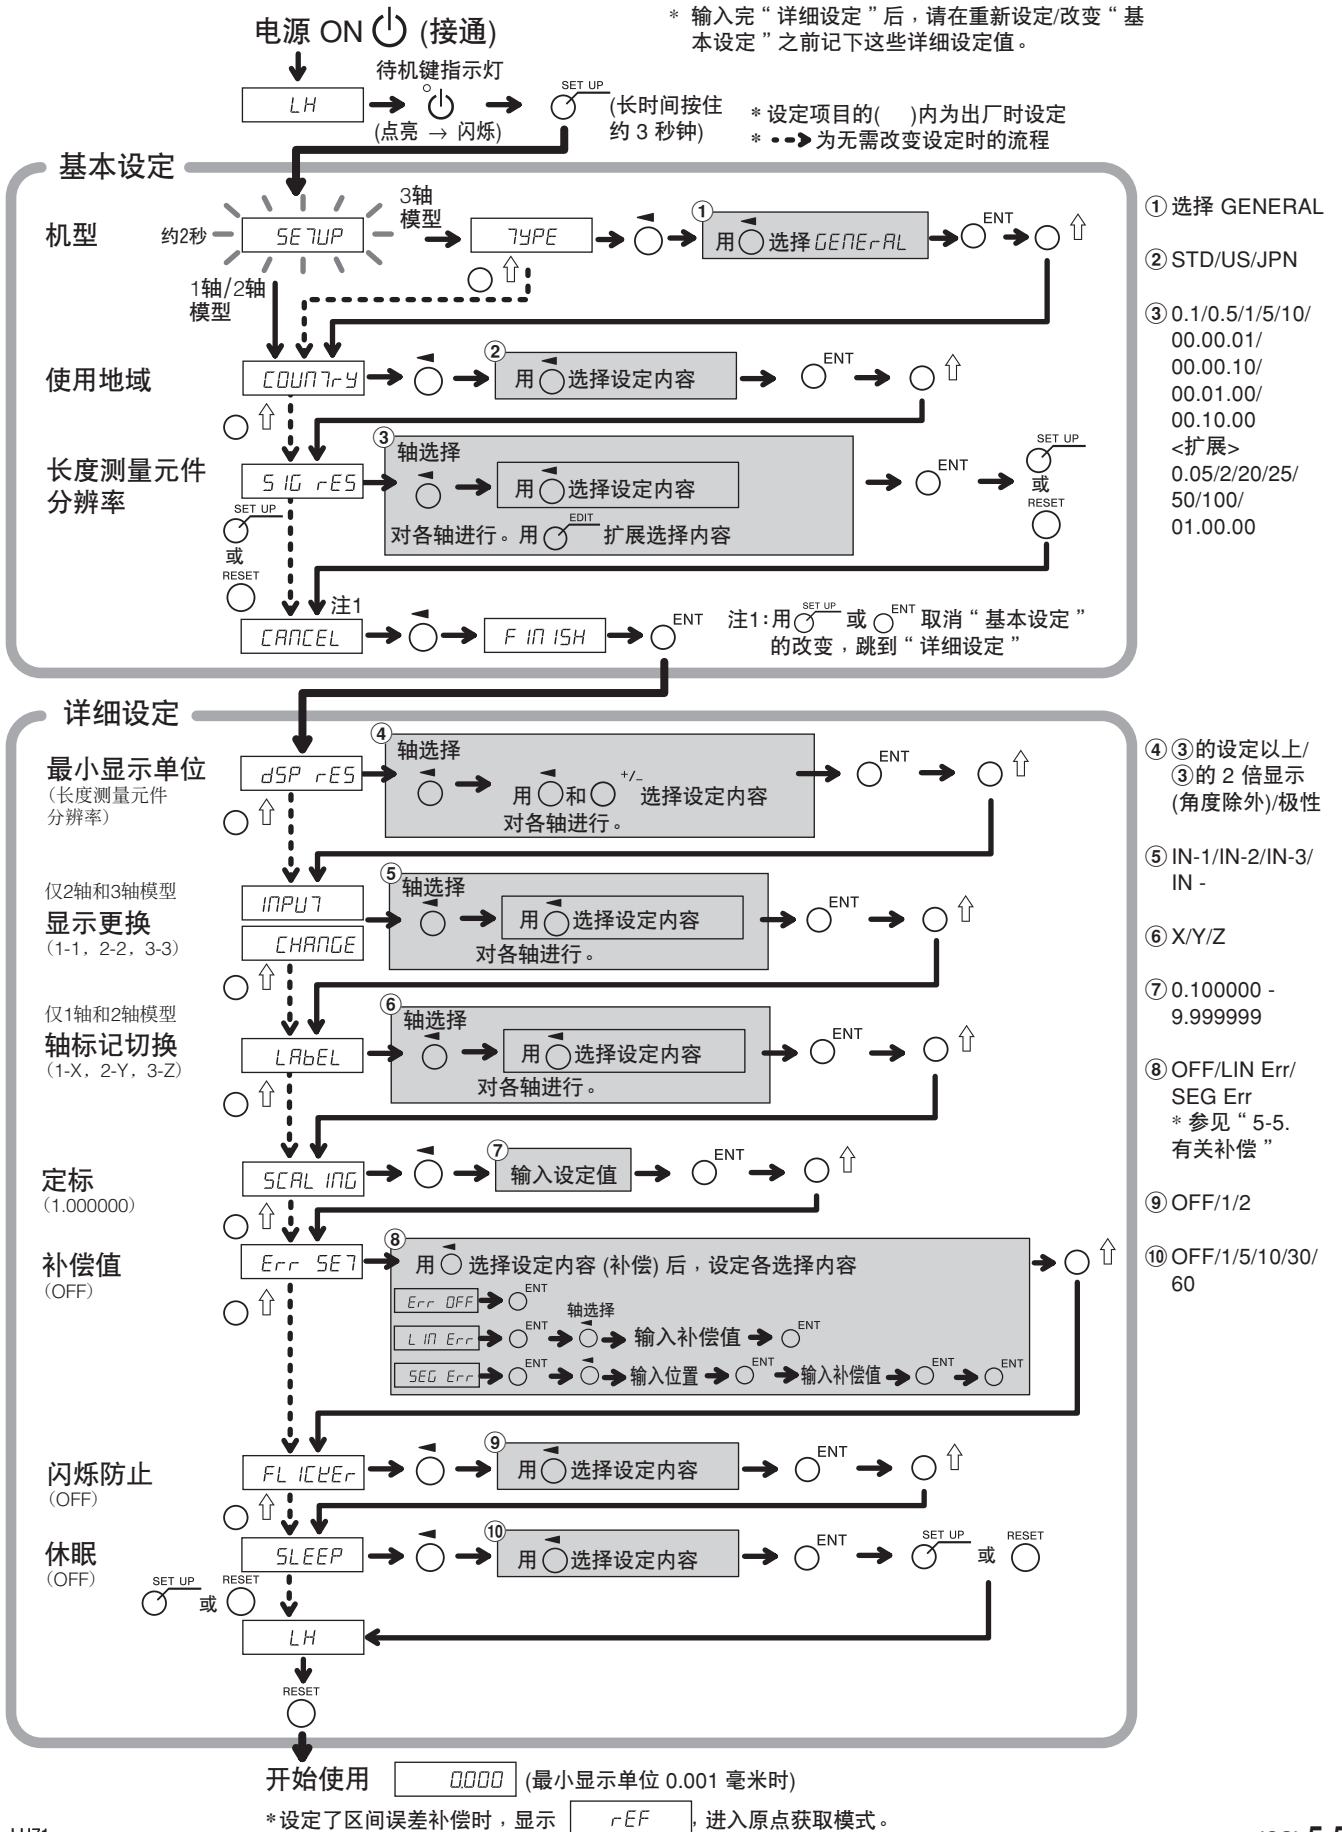 电源 ON (接通)
* 输入完“详细设定”后，请在重新设定/改变“基
本设定”之前记下这些详细设定值。
待机键指示灯
LH
(点亮 → 闪烁)
SET UP
(长时间按住
约 3 秒钟)
* 设定项目的( )内为出厂时设定
* 为无需改变设定时的流程
基本设定
机型
约2秒
SETUP
3轴
模型
TYPE
①
用 选择 GENErAL
ENT
1轴/2轴
模型
使用地域
COUNTrY
②
用 选择设定内容
ENT
长度测量元件
分辨率
SIG rES
③
轴选择
用 选择设定内容
对各轴进行。用 EDIT 扩展选择内容
ENT
SET UP
或
RESET
SET UP
或
RESET
注1
CANCEL
FINISH
ENT
注1:用 SET UP 或 ENT 取消“基本设定”
的改变，跳到“详细设定”
① 选择 GENERAL
② STD/US/JPN
③ 0.1/0.5/1/5/10/
00.00.01/
00.00.10/
00.01.00/
00.10.00
<扩展>
0.05/2/20/25/
50/100/
01.00.00
详细设定
最小显示单位
(长度测量元件
分辨率)
dSP rES
④
轴选择
用 和 +/- 选择设定内容
对各轴进行。
ENT
仅2轴和3轴模型
显示更换
(1-1, 2-2, 3-3)
INPUT
CHANGE
⑤
轴选择
用 选择设定内容
对各轴进行。
ENT
仅1轴和2轴模型
轴标记切换
(1-X, 2-Y, 3-Z)
LAbEL
⑥
轴选择
用 选择设定内容
对各轴进行。
ENT
定标
(1.000000)
SCALING
⑦
输入设定值
ENT
补偿值
(OFF)
Err SET
⑧
用 选择设定内容 (补偿) 后，设定各选择内容
Err OFF ENT
轴选择
LIN Err ENT 输入补偿值 ENT
SEG Err ENT 输入位置 ENT 输入补偿值 ENT ENT
闪烁防止
(OFF)
FLICKEr
⑨
用 选择设定内容
ENT
休眠
(OFF)
SLEEP
⑩
用 选择设定内容
ENT
SET UP 或 RESET
SET UP 或 RESET
LH
RESET
④ ③的设定以上/
③的 2 倍显示
(角度除外)/极性
⑤ IN-1/IN-2/IN-3/
IN -
⑥ X/Y/Z
⑦ 0.100000 -
9.999999
⑧ OFF/LIN Err/
SEG Err
* 参见“5-5.
有关补偿”
⑨ OFF/1/2
⑩ OFF/1/5/10/30/
60
开始使用 0.000 (最小显示单位 0.001 毫米时)
*设定了区间误差补偿时，显示 rEF ，进入原点获取模式。